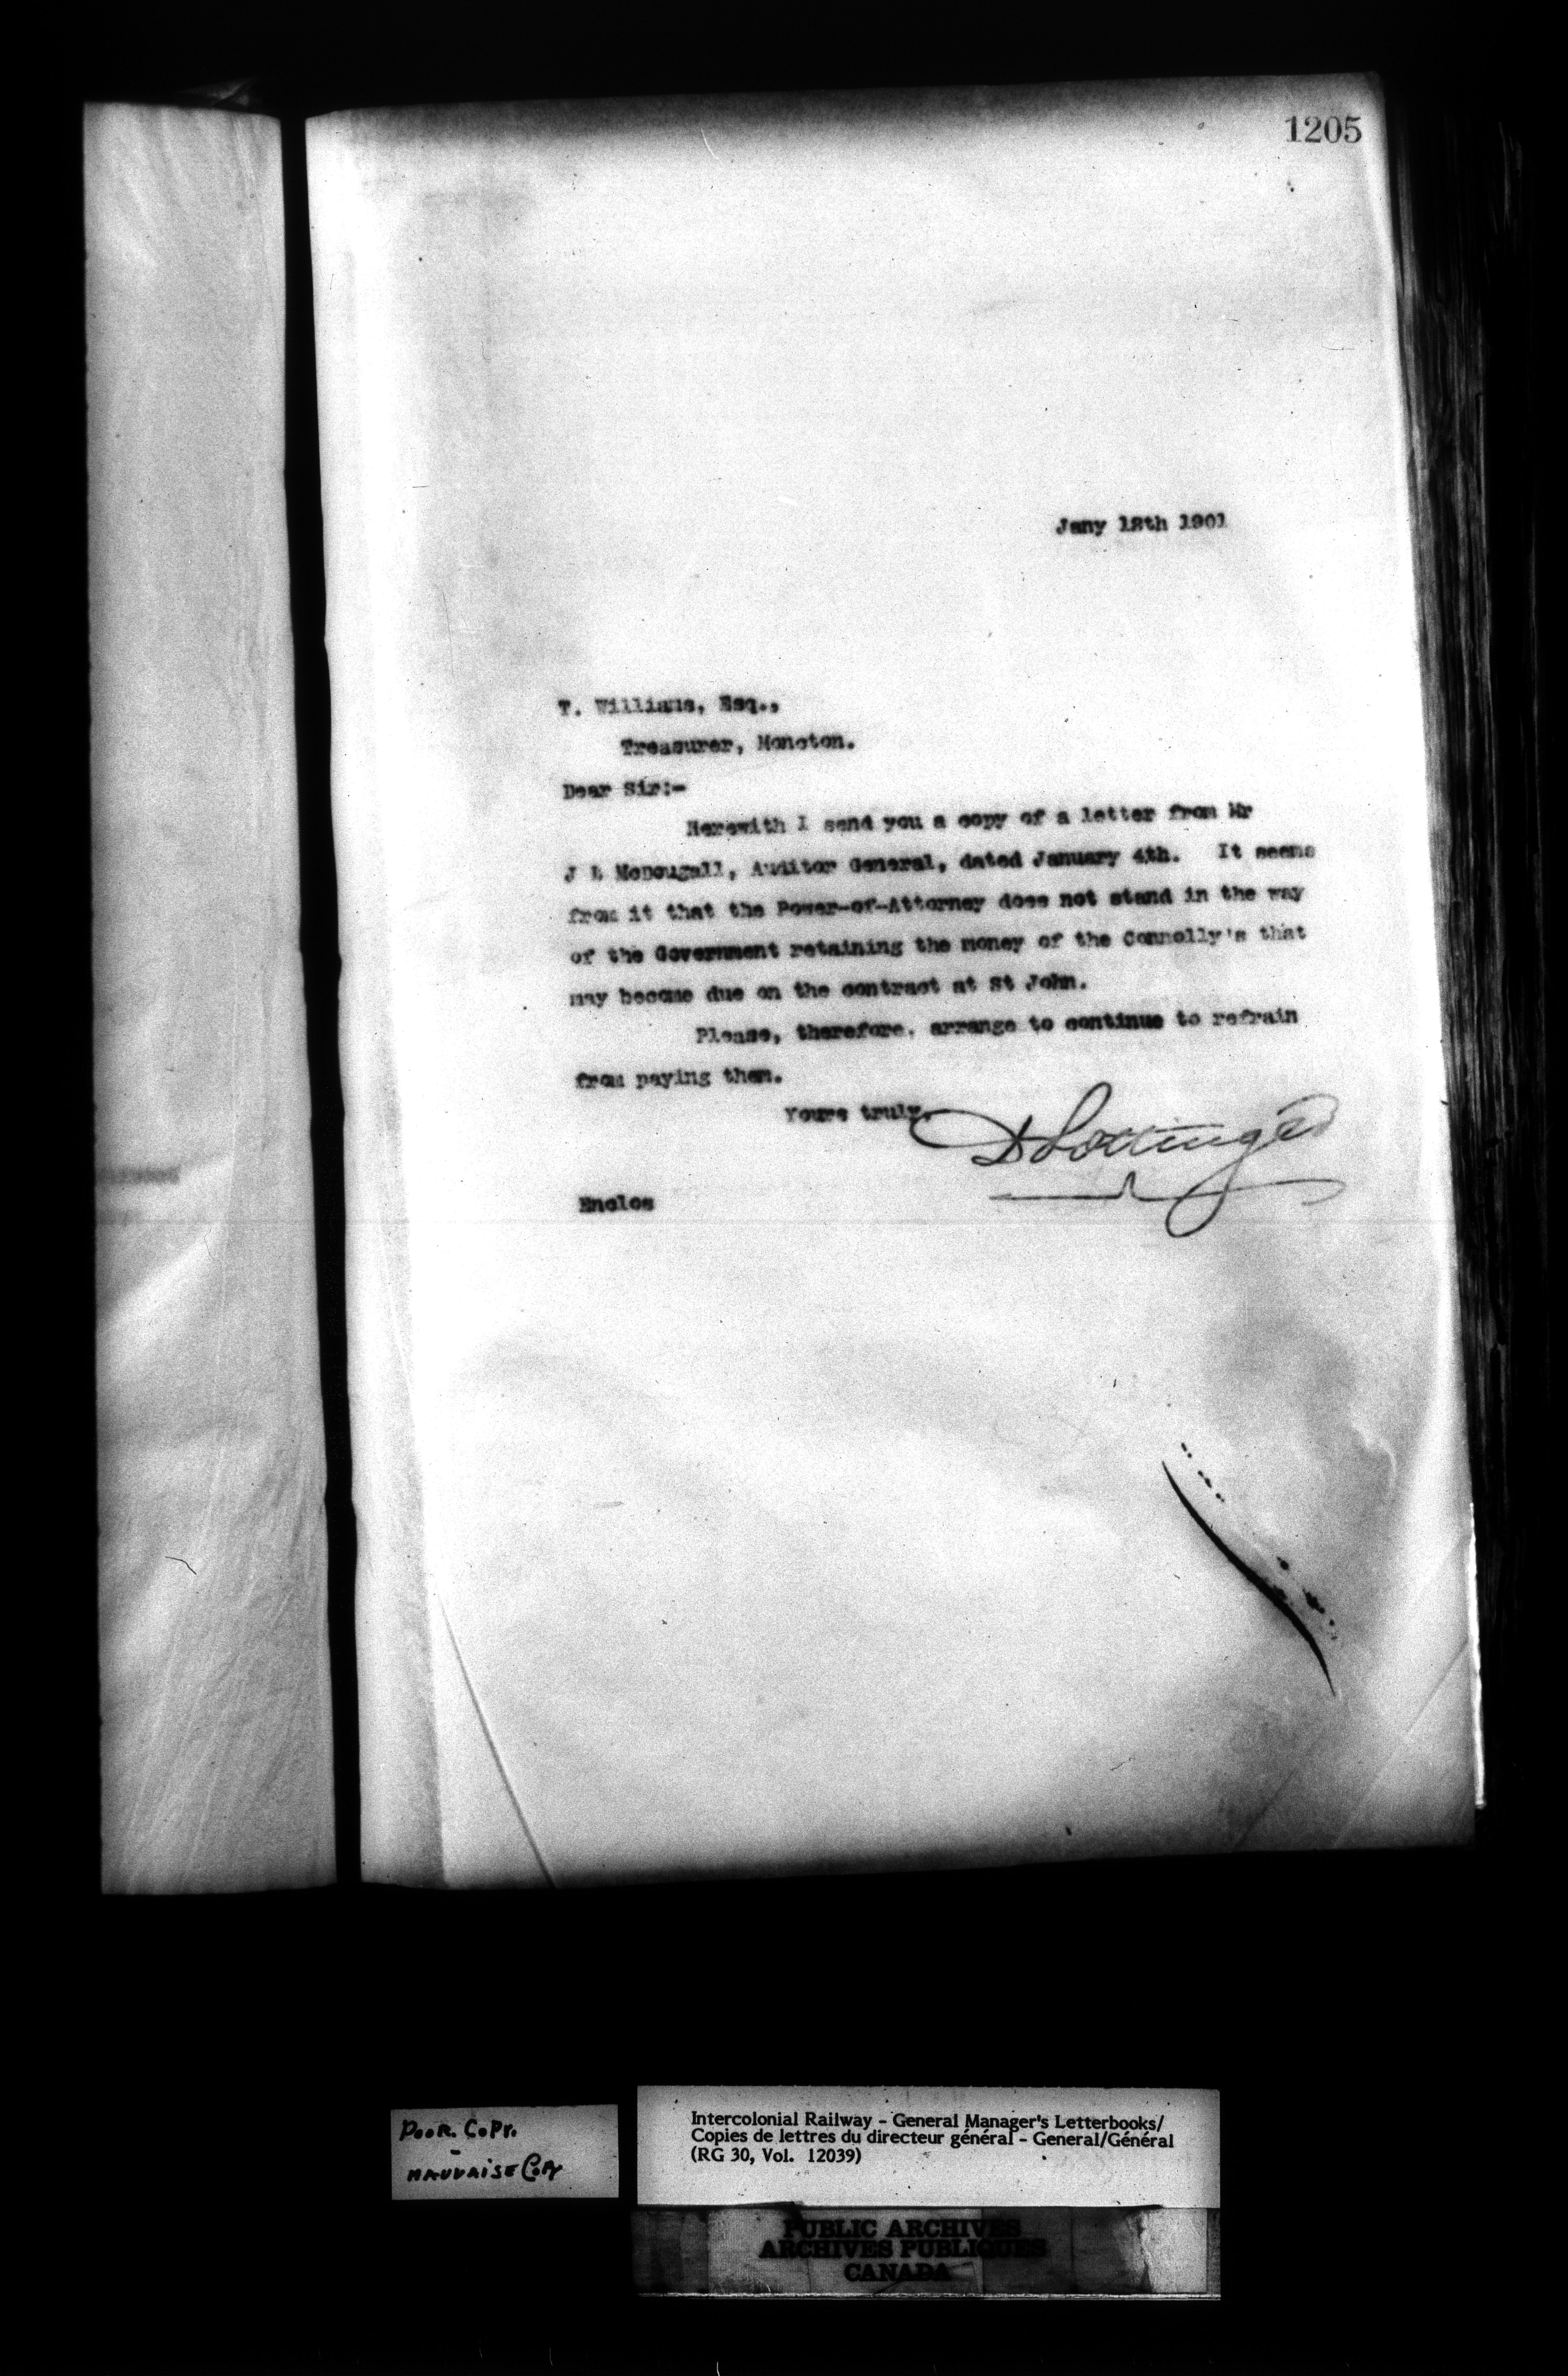 1205
Jany 12th 1901
T. Williams, Esq.,
Treasurer, Moncton.
Dear Sir:-
Herewith I send you a copy of a letter from Mr
J L McDougall, Auditor General, dated January 4th. It seems
from it that the Power-of-Attorney does not stand in the way
of the Government retaining the money of the Connolly's that
may become due on the contract at St John.
Please, therefore, arrange to continue to refrain
from paying them.
Yours truly,
D Pottinger
Enclos
POOR. COPY.
-
MAUVAISE COPY
Intercolonial Railway - General Manager's Letterbooks/
Copies de lettres du directeur général - General/Général
(RG 30, Vol. 12039)
PUBLIC ARCHIVES
ARCHIVES PUBLIQUES
CANADA